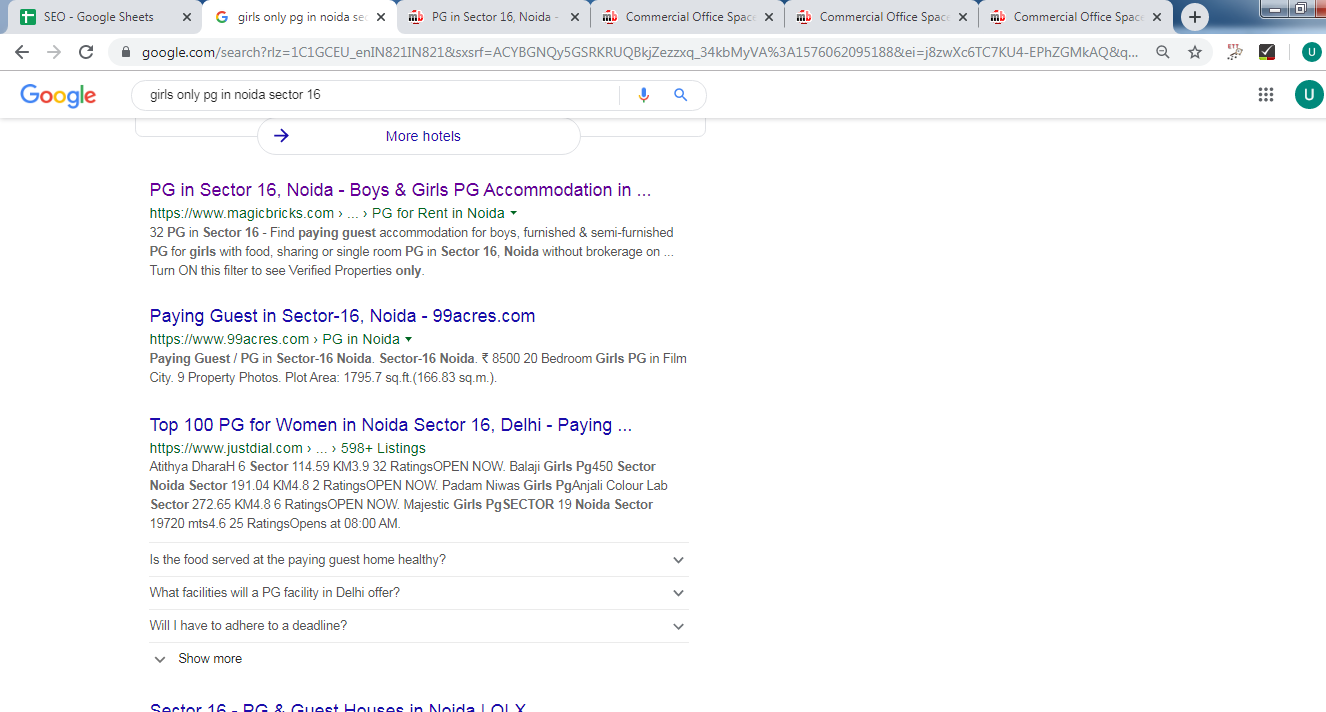 SEO - Google Sheets
girls only pg in noida se
PG in Sector 16, Noida -
Commercial Office Space
Commercial Office Space
Commercial Office Space
google.com/search?rlz=1C1GCEU_enIN821IN821&sxsrf=ACYBGNQy5GSRKRUQBkjZezzxq_34kbMyVA%3A1576062095188&ei=j8zwXc6TC7KU4-EPhZGMkAQ&q...
U
Google
girls only pg in noida sector 16
U
More hotels
PG in Sector 16, Noida - Boys & Girls PG Accommodation in ...
https://www.magicbricks.com › ... › PG for Rent in Noida
32 PG in Sector 16 - Find paying guest accommodation for boys, furnished & semi-furnished
PG for girls with food, sharing or single room PG in Sector 16, Noida without brokerage on ...
Turn ON this filter to see Verified Properties only.
Paying Guest in Sector-16, Noida - 99acres.com
https://www.99acres.com › PG in Noida
Paying Guest / PG in Sector-16 Noida. Sector-16 Noida. ₹ 8500 20 Bedroom Girls PG in Film
City. 9 Property Photos. Plot Area: 1795.7 sq.ft.(166.83 sq.m.).
Top 100 PG for Women in Noida Sector 16, Delhi - Paying ...
https://www.justdial.com › ... › 598+ Listings
Atithya DharaH 6 Sector 114.59 KM3.9 32 RatingsOPEN NOW. Balaji Girls Pg450 Sector
Noida Sector 191.04 KM4.8 2 RatingsOPEN NOW. Padam Niwas Girls PgAnjali Colour Lab
Sector 272.65 KM4.8 6 RatingsOPEN NOW. Majestic Girls PgSECTOR 19 Noida Sector
19720 mts4.6 25 RatingsOpens at 08:00 AM.
Is the food served at the paying guest home healthy?
What facilities will a PG facility in Delhi offer?
Will I have to adhere to a deadline?
Show more
Sector 16 - PG & Guest Houses in Noida | OLX